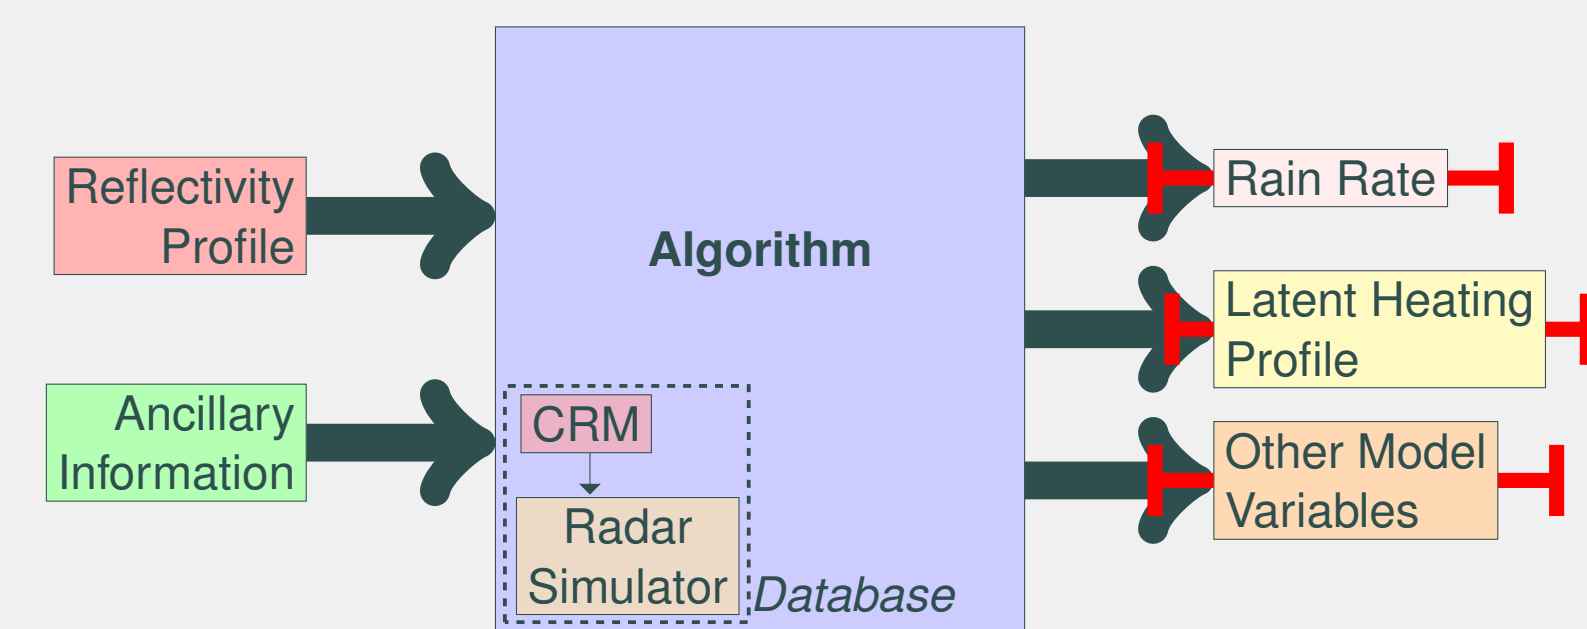 Reflectivity
Profile
Ancillary
Information
Algorithm
CRM
Radar
Simulator
Database
Rain Rate
Latent Heating
Profile
Other Model
Variables